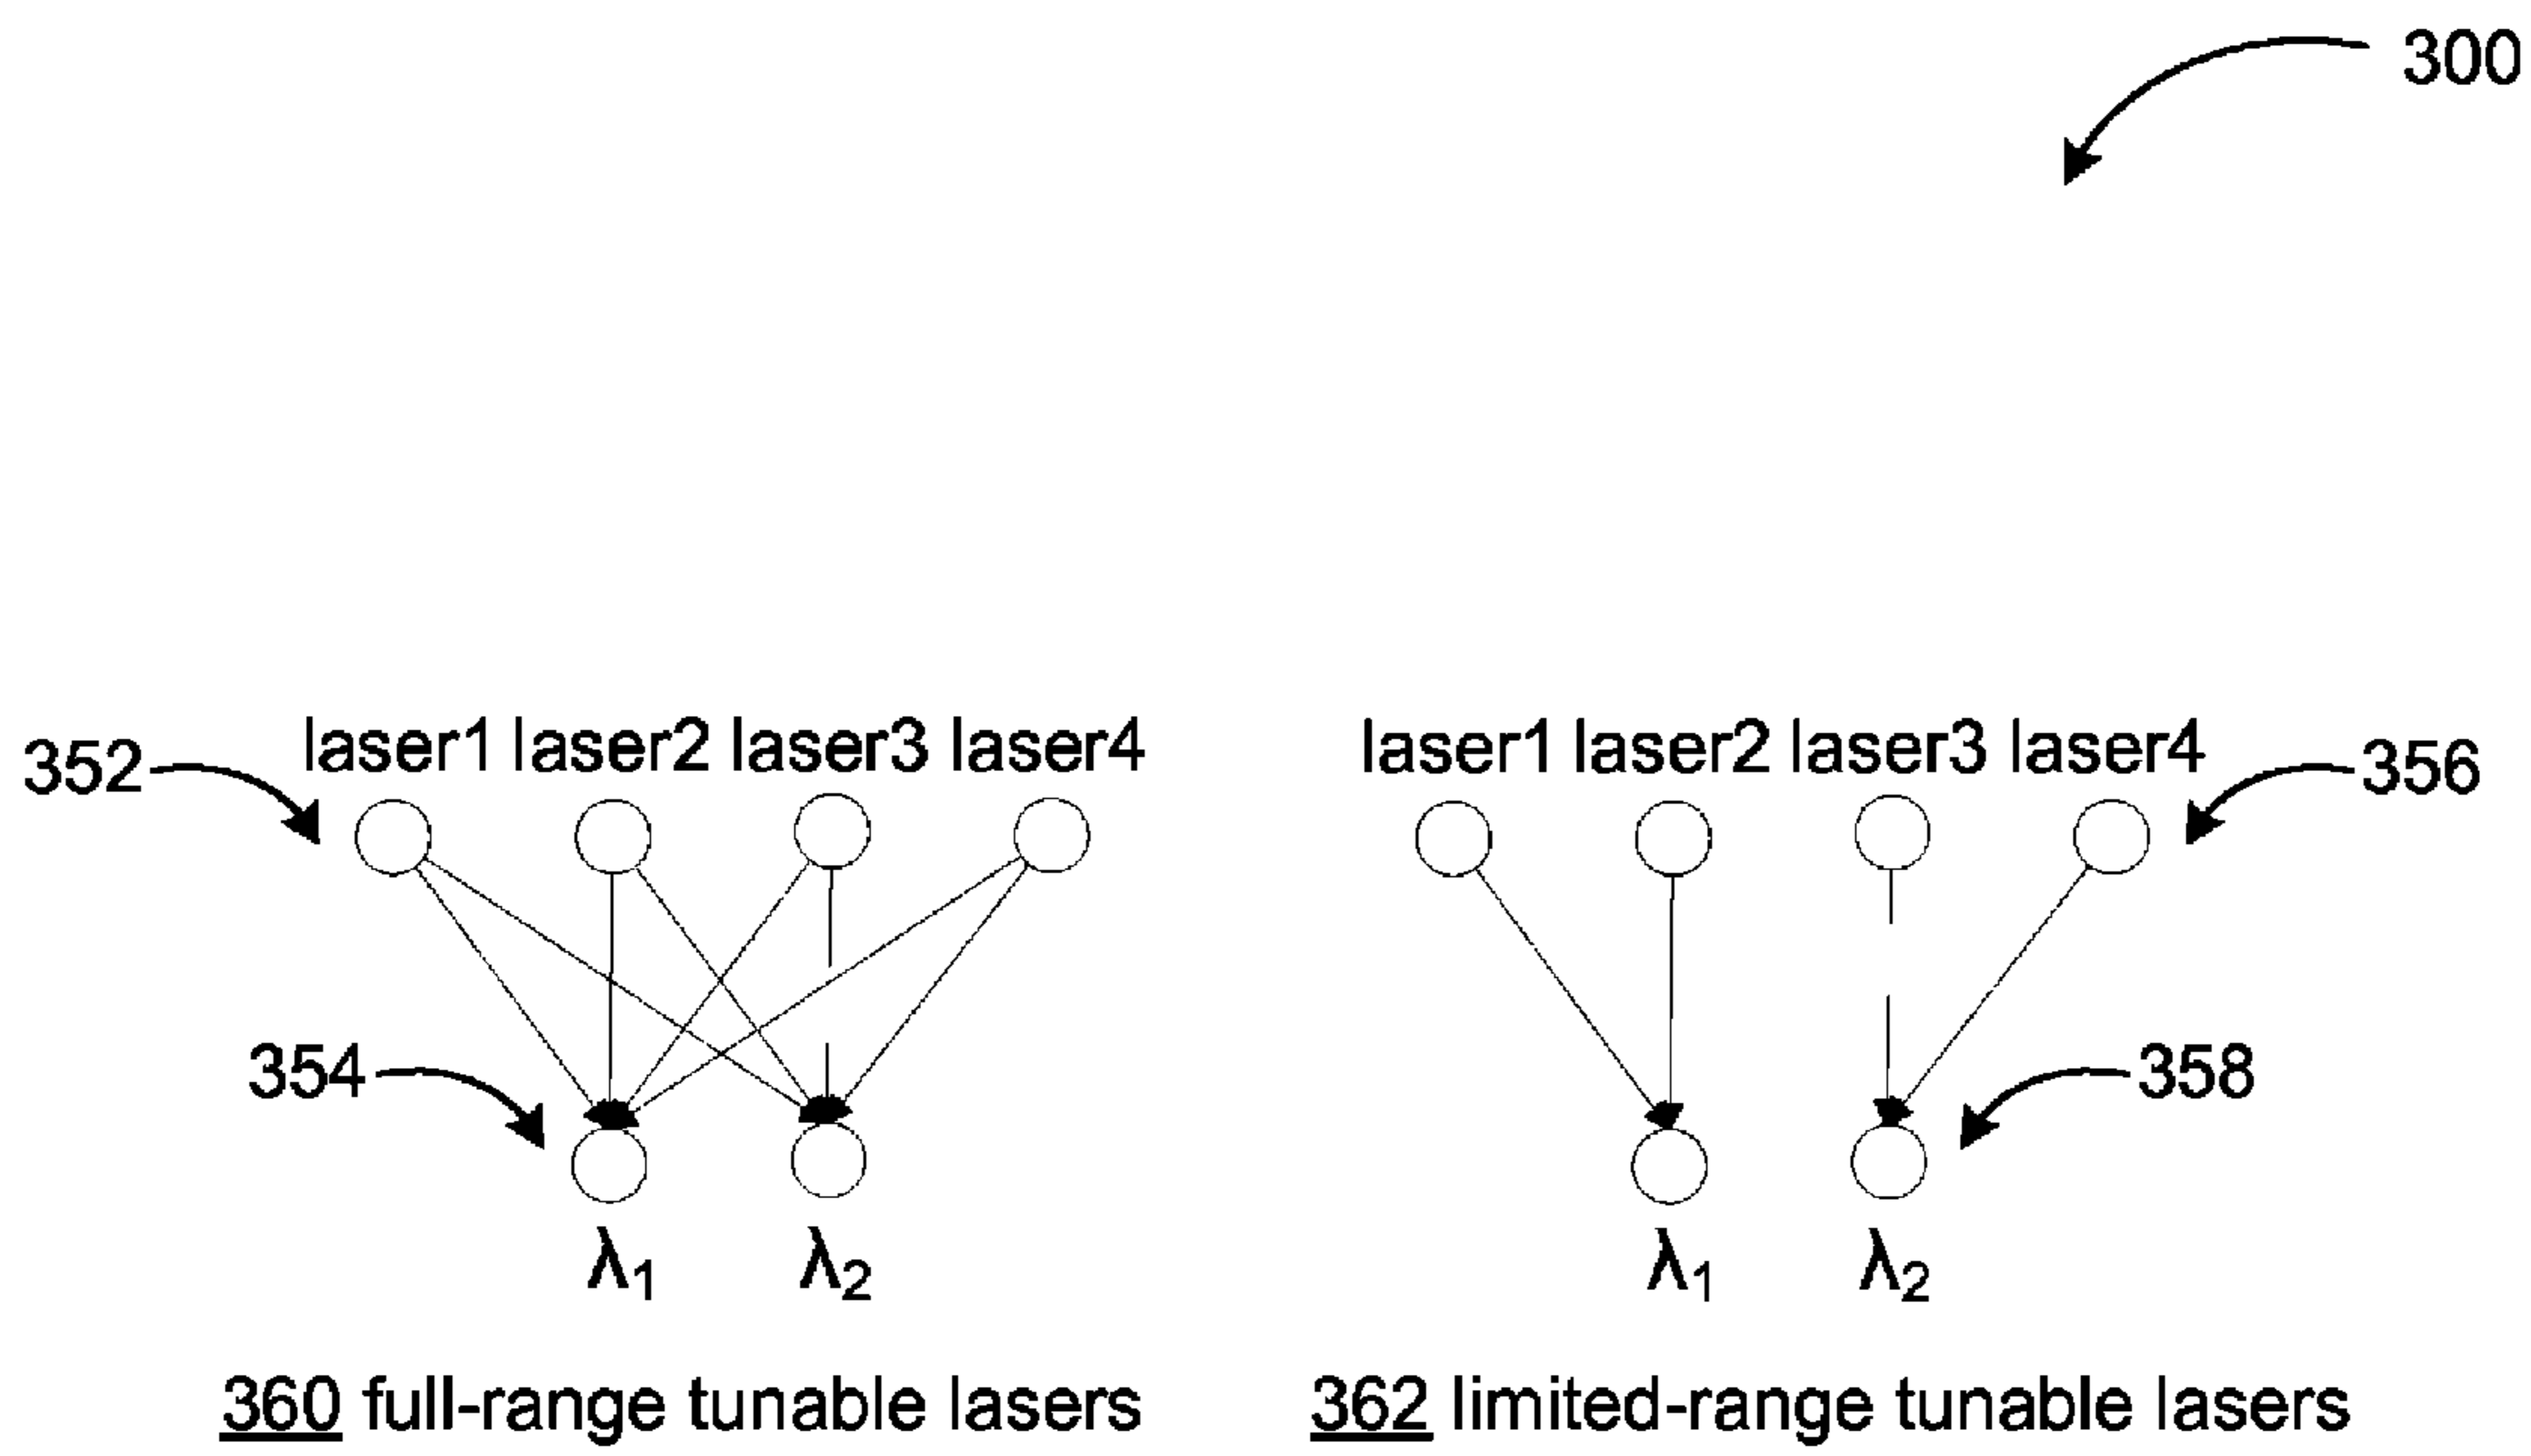 300
laser1 laser2 laser3 laser4
laser1 laser2 laser3 laser4
352
356
354
358
λ1 λ2
λ1 λ2
360 full-range tunable lasers
362 limited-range tunable lasers